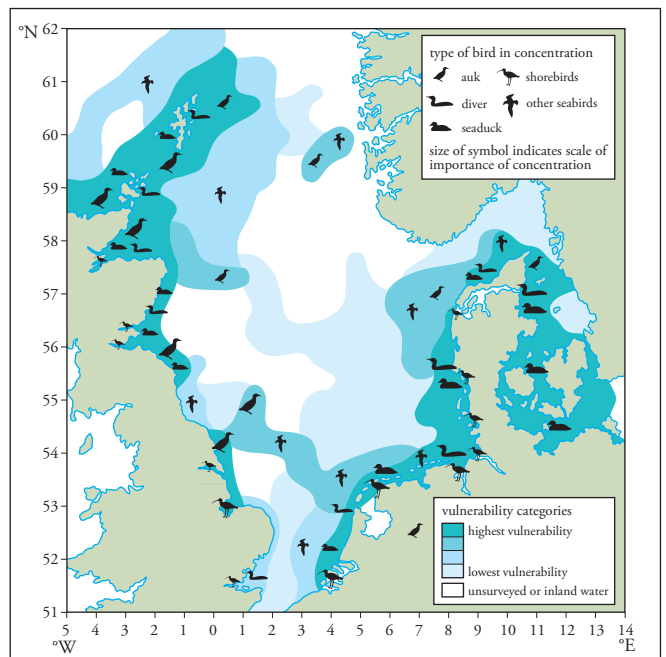 °N
62
61
60
59
58
57
56
55
54
53
52
51
type of bird in concentration
auk shorebirds
diver other seabirds
seaduck
size of symbol indicates scale of
importance of concentration
vulnerability categories
highest vulnerability
lowest vulnerability
unsurveyed or inland water
5 4 3 2 1 0 1 2 3 4 5 6 7 8 9 10 11 12 13 14
°W °E